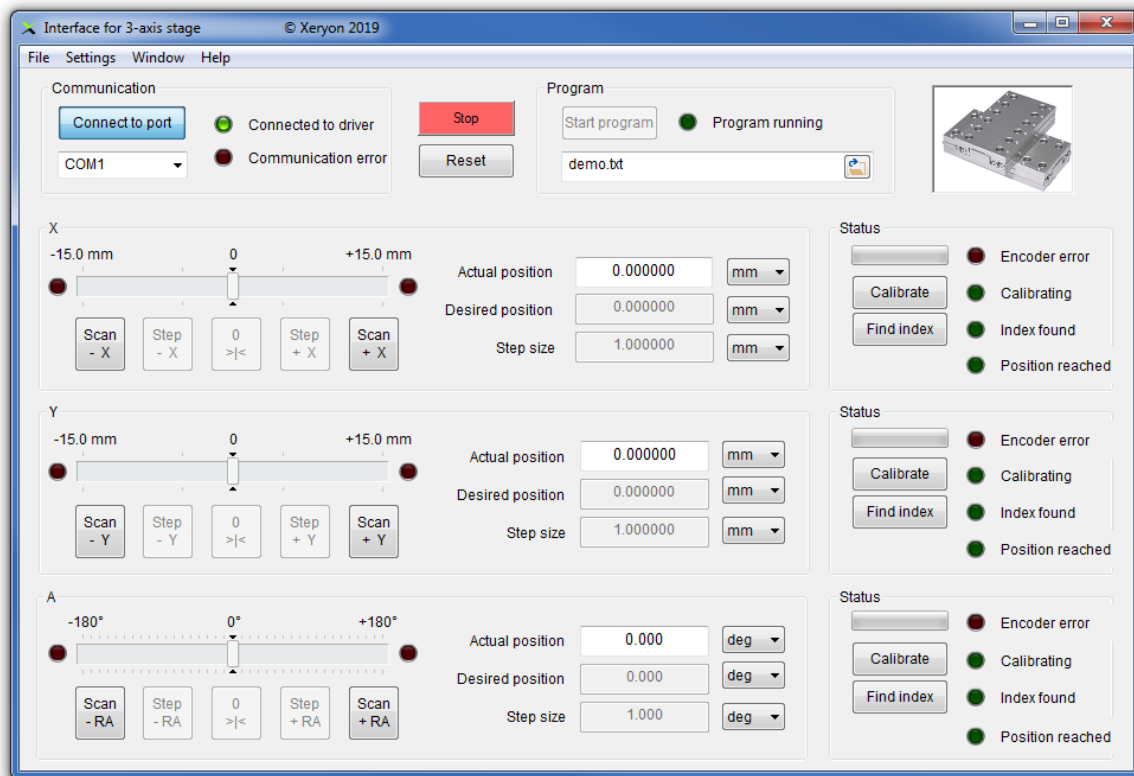 Interface for 3-axis stage © Xeryon 2019
File Settings Window Help
Communication
Connect to port
Connected to driver
COM1
Communication error
Stop
Reset
Program
Start program
Program running
demo.txt
X
-15.0 mm 0 +15.0 mm
Scan - X
Step - X
0 >|<
Step + X
Scan + X
Actual position 0.000000 mm
Desired position 0.000000 mm
Step size 1.000000 mm
Status
Encoder error
Calibrate Calibrating
Find index Index found
Position reached
Y
-15.0 mm 0 +15.0 mm
Scan - Y
Step - Y
0 >|<
Step + Y
Scan + Y
Actual position 0.000000 mm
Desired position 0.000000 mm
Step size 1.000000 mm
Status
Encoder error
Calibrate Calibrating
Find index Index found
Position reached
A
-180° 0° +180°
Scan - RA
Step - RA
0 >|<
Step + RA
Scan + RA
Actual position 0.000 deg
Desired position 0.000 deg
Step size 1.000 deg
Status
Encoder error
Calibrate Calibrating
Find index Index found
Position reached